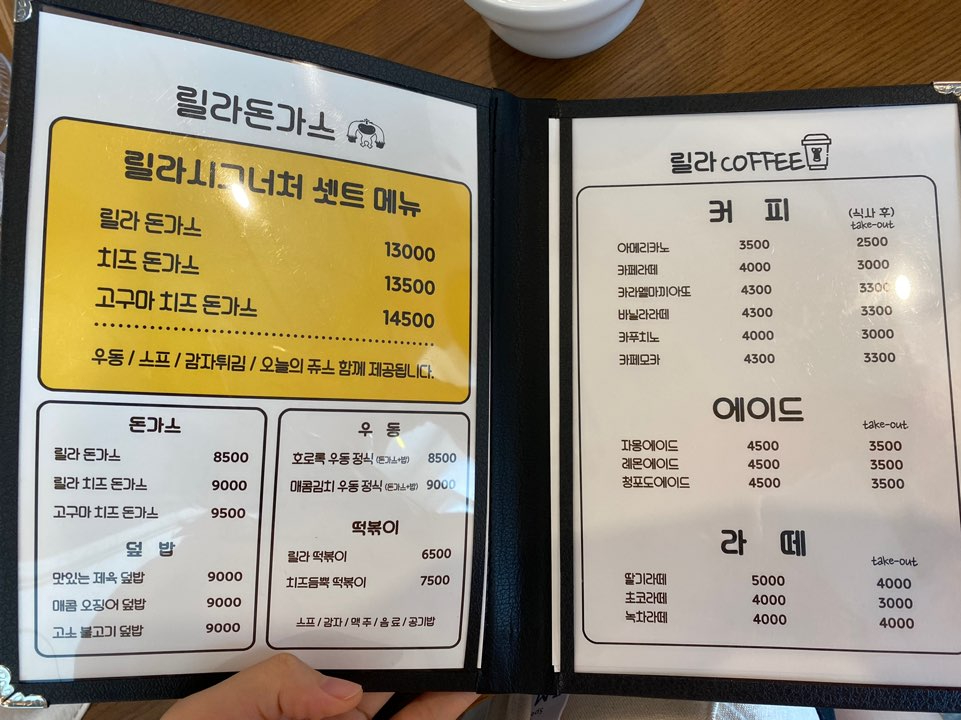 릴라돈가스
릴라시그너처 셋트 메뉴
릴라 돈가스 13000
치즈 돈가스 13500
고구마 치즈 돈가스 14500
우동 / 스프 / 감자튀김 / 오늘의 쥬스 함께 제공됩니다.
돈가스
릴라 돈가스 8500
릴라 치즈 돈가스 9000
고구마 치즈 돈가스 9500
덮 밥
맛있는 제육 덮밥 9000
매콤 오징어 덮밥 9000
고소 불고기 덮밥 9000
우 동
호로록 우동 정식 (돈가스+밥) 8500
매콤김치 우동 정식 (돈가스+밥) 9000
떡볶이
릴라 떡볶이 6500
치즈듬뿍 떡볶이 7500
스프 / 감자 / 맥 주 / 음 료 / 공기밥
릴라 COFFEE
커 피 (식사 후) take-out
아메리카노 3500 2500
카페라떼 4000 3000
카라멜마끼아또 4300 3300
바닐라라떼 4300 3300
카푸치노 4000 3000
카페모카 4300 3300
에이드 take-out
자몽에이드 4500 3500
레몬에이드 4500 3500
청포도에이드 4500 3500
라 떼 take-out
딸기라떼 5000 4000
초코라떼 4000 3000
녹차라떼 4000 4000